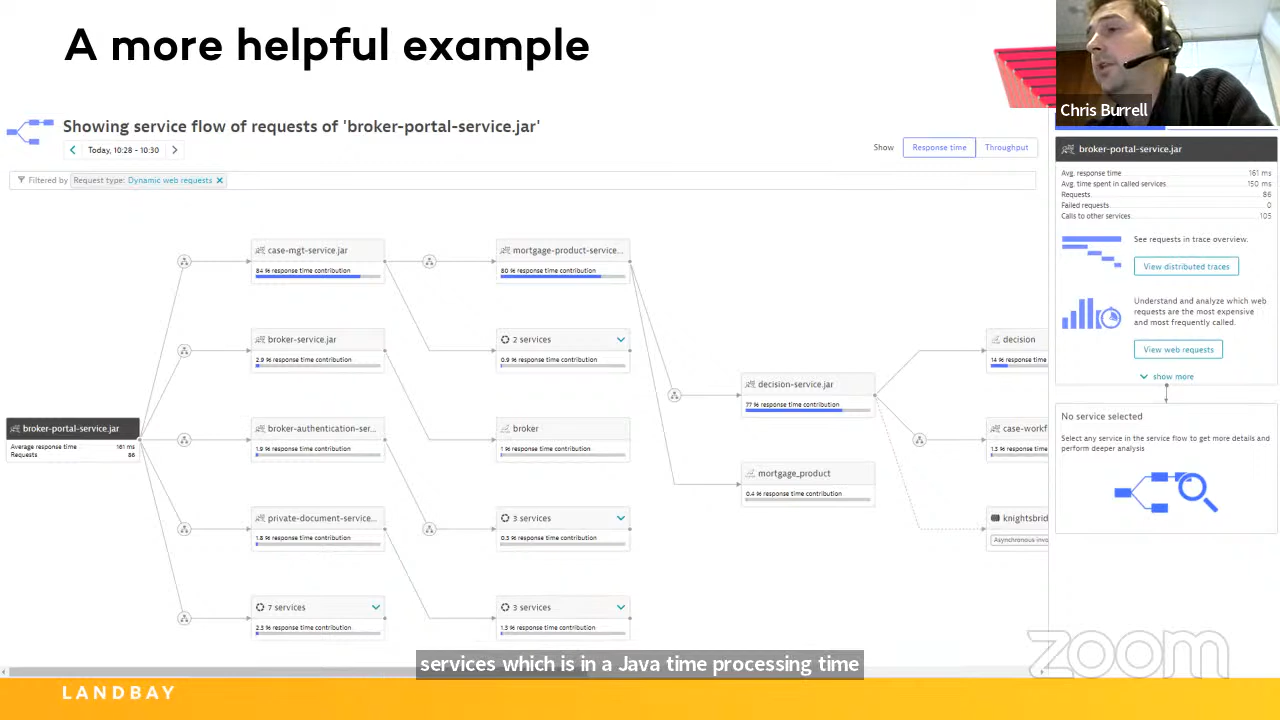 A more helpful example
Chris Burrell
Showing service flow of requests of 'broker-portal-service.jar'
Today, 10:28 - 10:30
Show
Response time
Throughput
Filtered by
Request type: Dynamic web requests
case-mgt-service.jar
84 % response time contribution
mortgage-product-service...
80 % response time contribution
broker-service.jar
2.9 % response time contribution
2 services
0.9 % response time contribution
decision
14 % response time
decision-service.jar
77 % response time contribution
broker-portal-service.jar
Average response time 161 ms
Requests 86
broker-authentication-ser...
1.9 % response time contribution
broker
1 % response time contribution
case-workf
1.3 % response time
mortgage_product
0.4 % response time contribution
private-document-service...
1.8 % response time contribution
3 services
0.3 % response time contribution
knightsbrid
Asynchronous invo
7 services
2.3 % response time contribution
3 services
1.3 % response time contribution
broker-portal-service.jar
Avg. response time 161 ms
Avg. time spent in called services 150 ms
Requests 86
Failed requests 0
Calls to other services 105
See requests in trace overview.
View distributed traces
Understand and analyze which web
requests are the most expensive
and most frequently called.
View web requests
show more
No service selected
Select any service in the service flow to get more details and
perform deeper analysis
services which is in a Java time processing time
zoom
LANDBAY